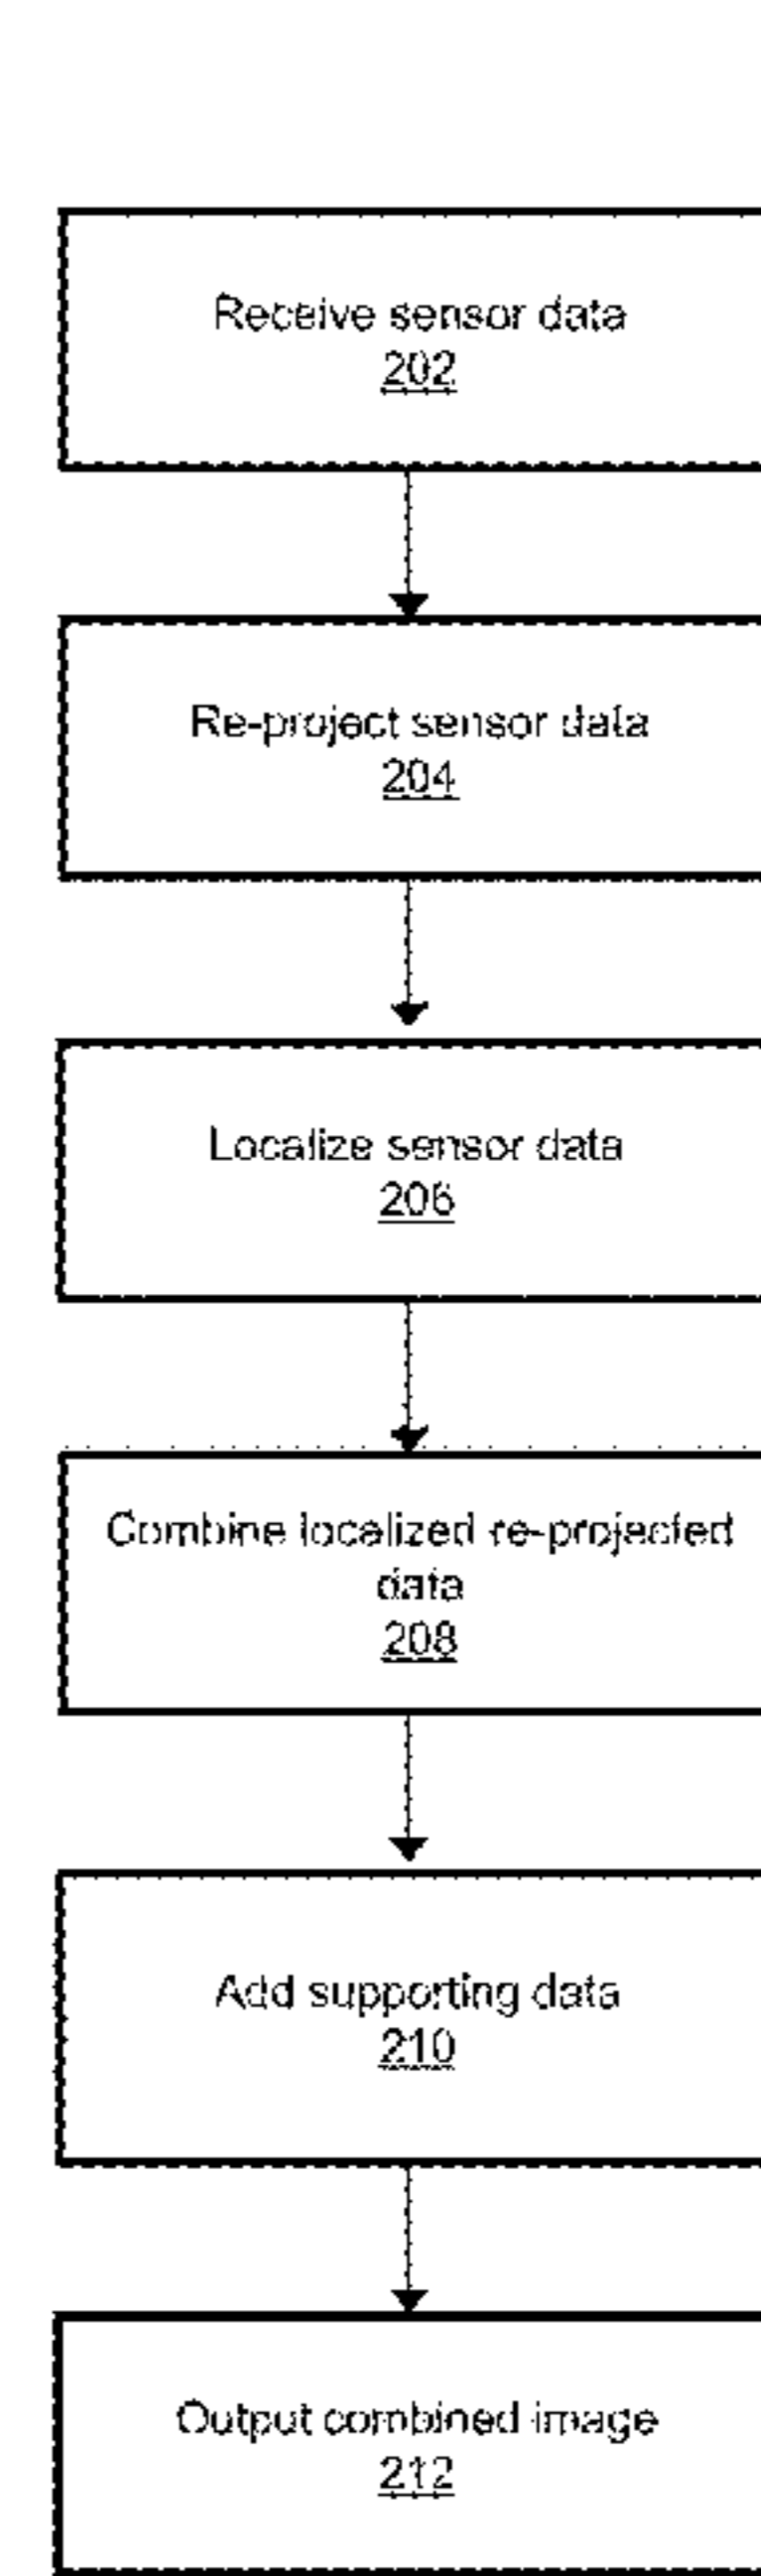 Receive sensor data
202
Re-project sensor data
204
Localize sensor data
206
Combine localized re-projected
data
208
Add supporting data
210
Output combined image
212